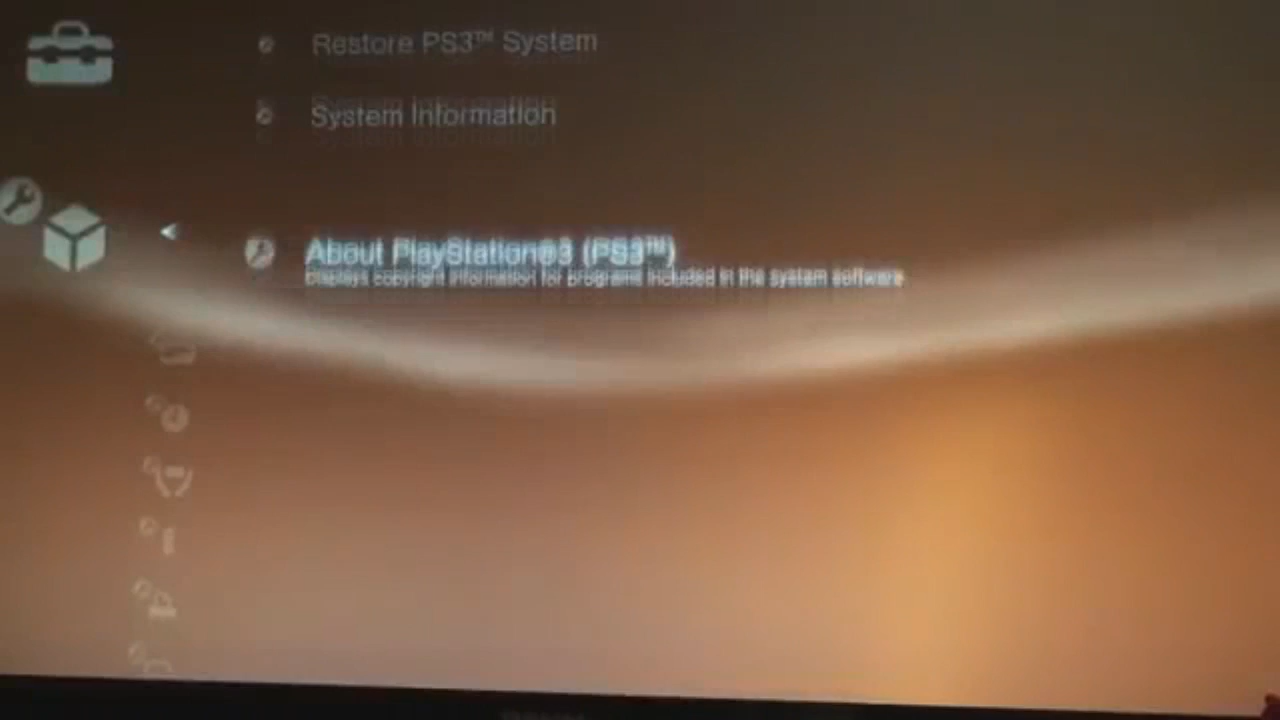 Restore PS3™ System
System Information
About PlayStation®3 (PS3™)
Displays copyright information for programs included in the system software.